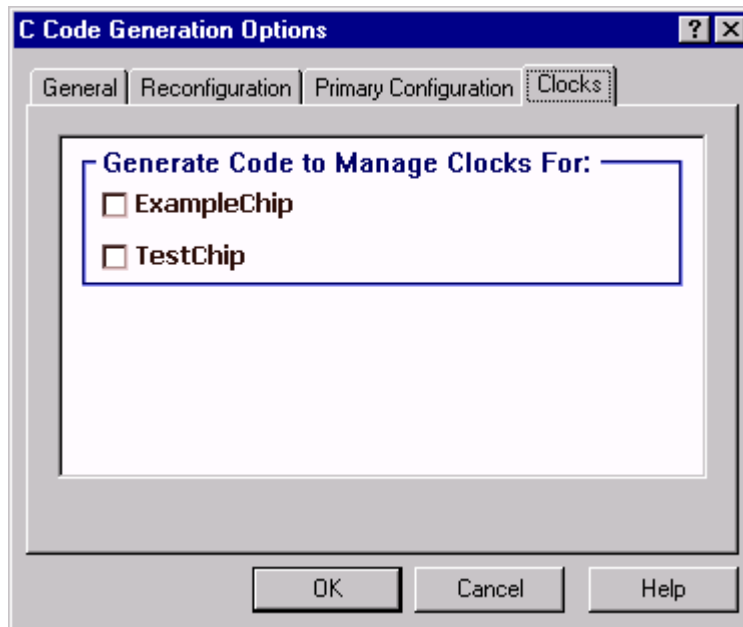 C Code Generation Options
General Reconfiguration Primary Configuration Clocks
Generate Code to Manage Clocks For:
ExampleChip
TestChip
OK Cancel Help